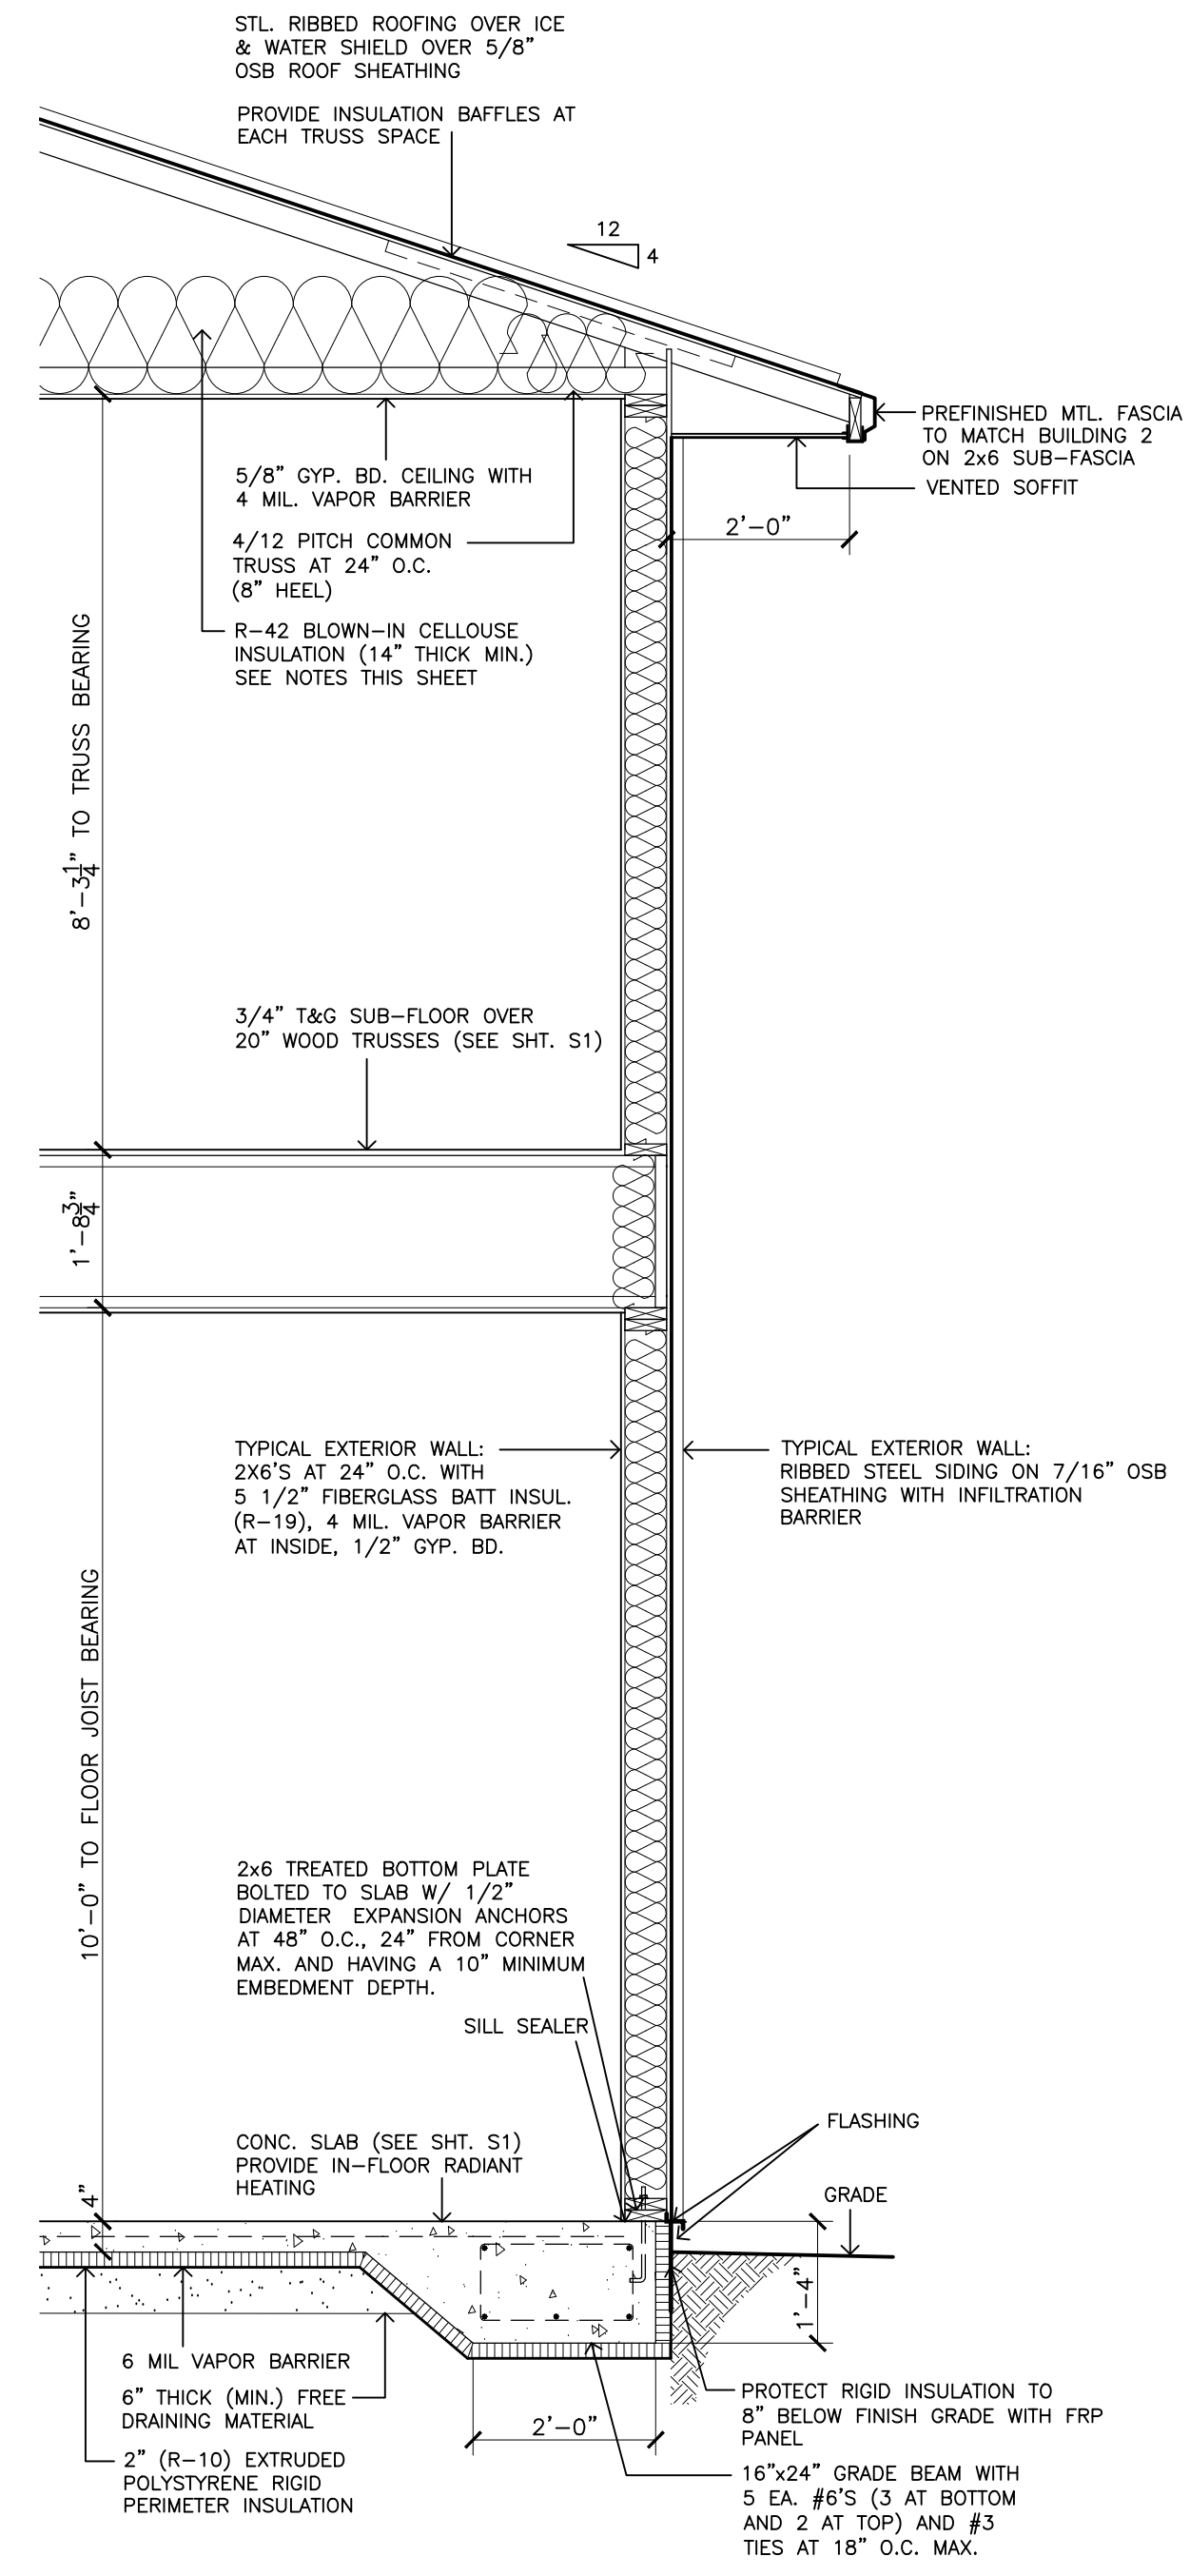 STL. RIBBED ROOFING OVER ICE
& WATER SHIELD OVER 5/8"
OSB ROOF SHEATHING
PROVIDE INSULATION BAFFLES AT
EACH TRUSS SPACE
12
4
PREFINISHED MTL. FASCIA
TO MATCH BUILDING 2
ON 2x6 SUB-FASCIA
VENTED SOFFIT
2'-0"
5/8" GYP. BD. CEILING WITH
4 MIL. VAPOR BARRIER
4/12 PITCH COMMON
TRUSS AT 24" O.C.
(8" HEEL)
R-42 BLOWN-IN CELLOUSE
INSULATION (14" THICK MIN.)
SEE NOTES THIS SHEET
8'-3 1/4" TO TRUSS BEARING
3/4" T&G SUB-FLOOR OVER
20" WOOD TRUSSES (SEE SHT. S1)
1'-8 3/4"
TYPICAL EXTERIOR WALL:
2X6'S AT 24" O.C. WITH
5 1/2" FIBERGLASS BATT INSUL.
(R-19), 4 MIL. VAPOR BARRIER
AT INSIDE, 1/2" GYP. BD.
TYPICAL EXTERIOR WALL:
RIBBED STEEL SIDING ON 7/16" OSB
SHEATHING WITH INFILTRATION
BARRIER
10'-0" TO FLOOR JOIST BEARING
2x6 TREATED BOTTOM PLATE
BOLTED TO SLAB W/ 1/2"
DIAMETER EXPANSION ANCHORS
AT 48" O.C., 24" FROM CORNER
MAX. AND HAVING A 10" MINIMUM
EMBEDMENT DEPTH.
SILL SEALER
FLASHING
CONC. SLAB (SEE SHT. S1)
PROVIDE IN-FLOOR RADIANT
HEATING
GRADE
4"
1'-4"
6 MIL VAPOR BARRIER
6" THICK (MIN.) FREE
DRAINING MATERIAL
2" (R-10) EXTRUDED
POLYSTYRENE RIGID
PERIMETER INSULATION
2'-0"
PROTECT RIGID INSULATION TO
8" BELOW FINISH GRADE WITH FRP
PANEL
16"x24" GRADE BEAM WITH
5 EA. #6'S (3 AT BOTTOM
AND 2 AT TOP) AND #3
TIES AT 18" O.C. MAX.